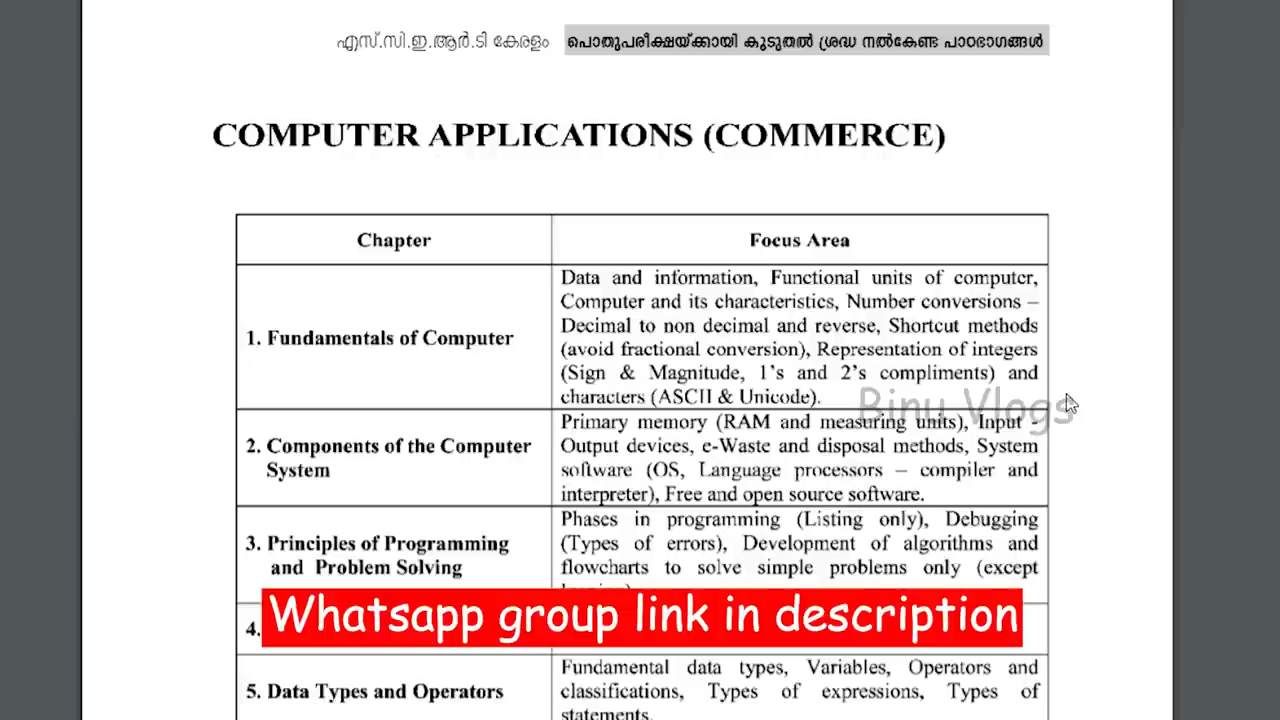 എസ്.സി.ഇ.ആർ.ടി കേരളം പൊതുപരീക്ഷയ്ക്കായി കൂടുതൽ ശ്രദ്ധ നൽകേണ്ട പാഠഭാഗങ്ങൾ
COMPUTER APPLICATIONS (COMMERCE)
Chapter
Focus Area
1. Fundamentals of Computer
Data and information, Functional units of computer,
Computer and its characteristics, Number conversions –
Decimal to non decimal and reverse, Shortcut methods
(avoid fractional conversion), Representation of integers
(Sign & Magnitude, 1's and 2's compliments) and
characters (ASCII & Unicode).
Binu Vlogs
2. Components of the Computer
System
Primary memory (RAM and measuring units), Input -
Output devices, e-Waste and disposal methods, System
software (OS, Language processors – compiler and
interpreter), Free and open source software.
3. Principles of Programming
and Problem Solving
Phases in programming (Listing only), Debugging
(Types of errors), Development of algorithms and
flowcharts to solve simple problems only (except
4.
Whatsapp group link in description
5. Data Types and Operators
Fundamental data types, Variables, Operators and
classifications, Types of expressions, Types of
statements.